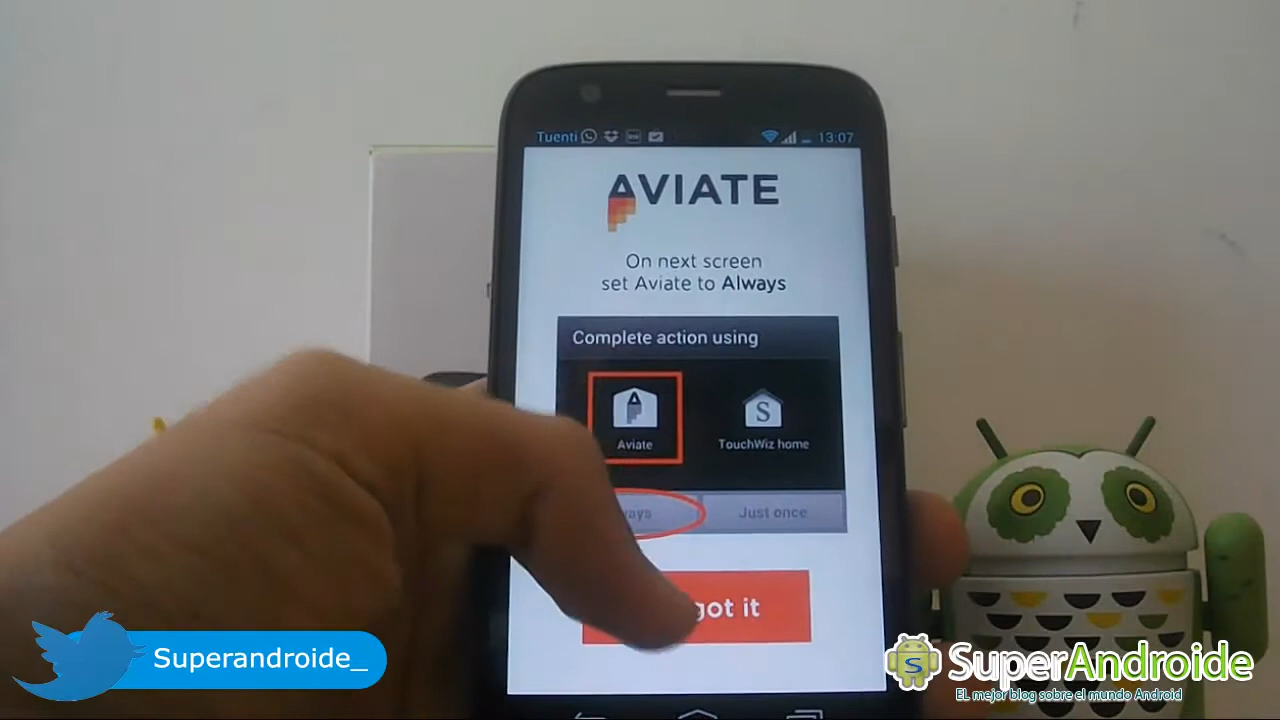 Tuenti 13:07
AVIATE
On next screen
set Aviate to Always
Complete action using
Aviate
TouchWiz home
Just once
got it
Superandroide_
SuperAndroide
EL mejor blog sobre el mundo Android